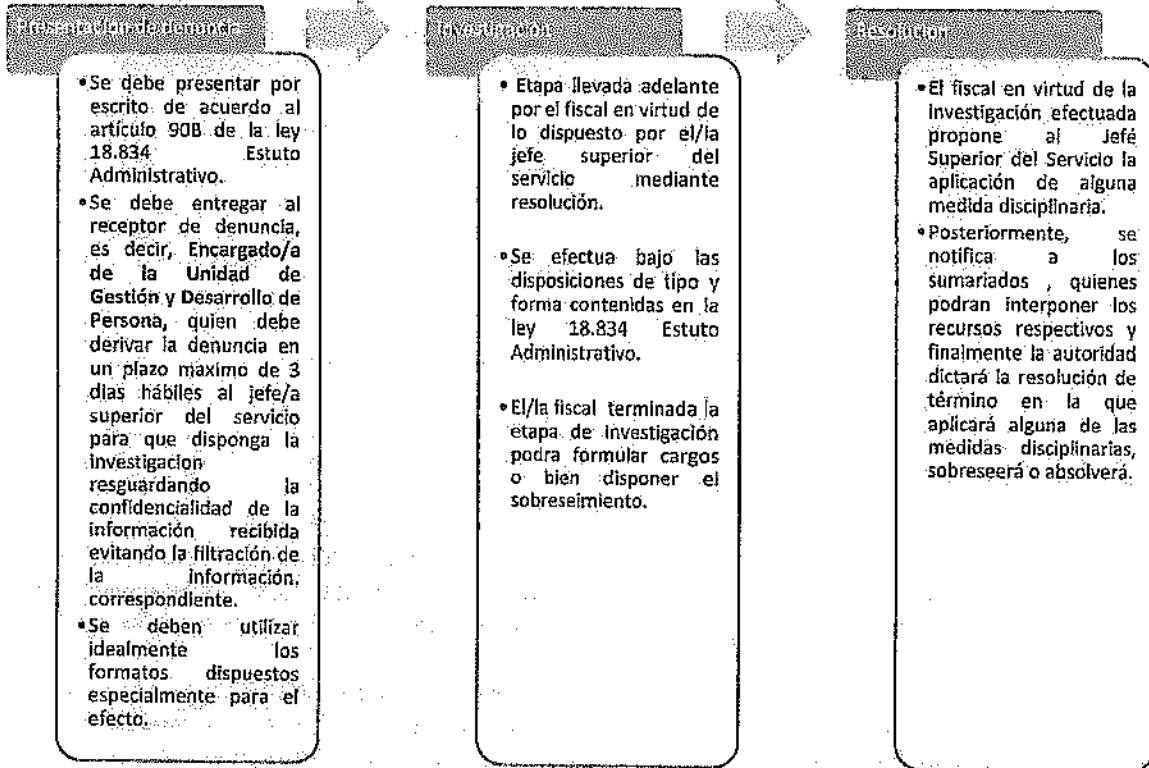 Presentación de denuncia
•Se debe presentar por
escrito de acuerdo al
artículo 90B de la ley
18.834 Estuto
Administrativo.
•Se debe entregar al
receptor de denuncia,
es decir, Encargado/a
de la Unidad de
Gestión y Desarrollo de
Persona, quien debe
derivar la denuncia en
un plazo máximo de 3
días hábiles al jefe/a
superior del servicio
para que disponga la
investigacion
resguardando la
confidencialidad de la
información recibida
evitando la filtración de
la información.
correspondiente.
•Se deben utilizar
idealmente los
formatos dispuestos
especialmente para el
efecto.
Investigación
• Etapa llevada adelante
por el fiscal en virtud de
lo dispuesto por el/la
jefe superior del
servicio mediante
resolución.
•Se efectua bajo las
disposiciones de tipo y
forma contenidas en la
ley 18.834 Estuto
Administrativo.
•El/la fiscal terminada la
etapa de investigación
podra formular cargos
o bien disponer el
sobreseimiento.
Resolución
•El fiscal en virtud de la
investigación efectuada
propone al Jefé
Superior del Servicio la
aplicación de alguna
medida disciplinaria.
•Posteriormente, se
notifica a los
sumariados , quienes
podran interponer los
recursos respectivos y
finalmente la autoridad
dictará la resolución de
término en la que
aplicará alguna de las
medidas disciplinarias,
sobreseerá o absolverá.